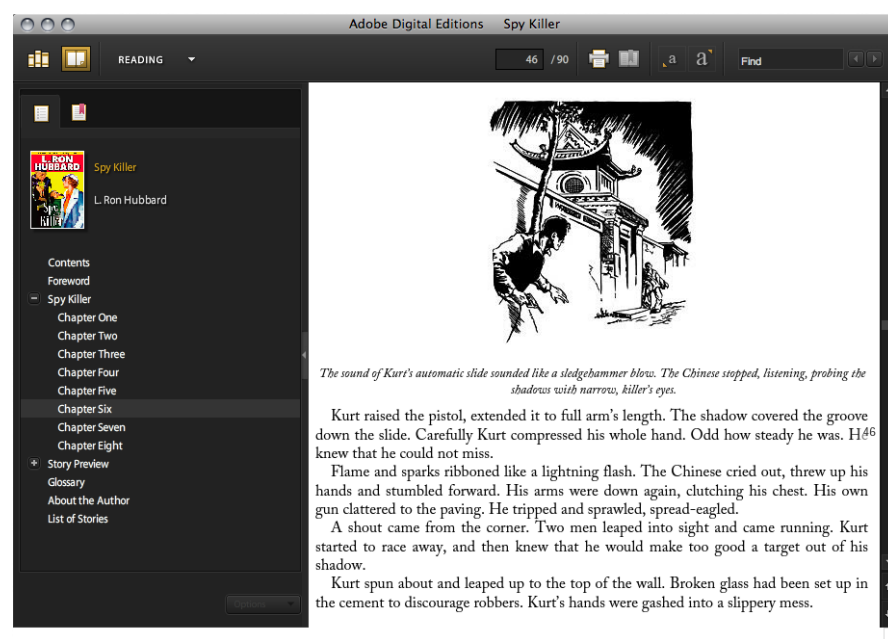 Adobe Digital Editions Spy Killer
READING
46 / 90
a
a
Find
L. RON
HUBBARD
Spy
Killer
Spy Killer
L. Ron Hubbard
Contents
Foreword
Spy Killer
Chapter One
Chapter Two
Chapter Three
Chapter Four
Chapter Five
Chapter Six
Chapter Seven
Chapter Eight
Story Preview
Glossary
About the Author
List of Stories
Options
The sound of Kurt's automatic slide sounded like a sledgehammer blow. The Chinese stopped, listening, probing the
shadows with narrow, killer's eyes.
Kurt raised the pistol, extended it to full arm's length. The shadow covered the groove
down the slide. Carefully Kurt compressed his whole hand. Odd how steady he was. He
46
knew that he could not miss.
Flame and sparks ribboned like a lightning flash. The Chinese cried out, threw up his
hands and stumbled forward. His arms were down again, clutching his chest. His own
gun clattered to the paving. He tripped and sprawled, spread-eagled.
A shout came from the corner. Two men leaped into sight and came running. Kurt
started to race away, and then knew that he would make too good a target out of his
shadow.
Kurt spun about and leaped up to the top of the wall. Broken glass had been set up in
the cement to discourage robbers. Kurt's hands were gashed into a slippery mess.